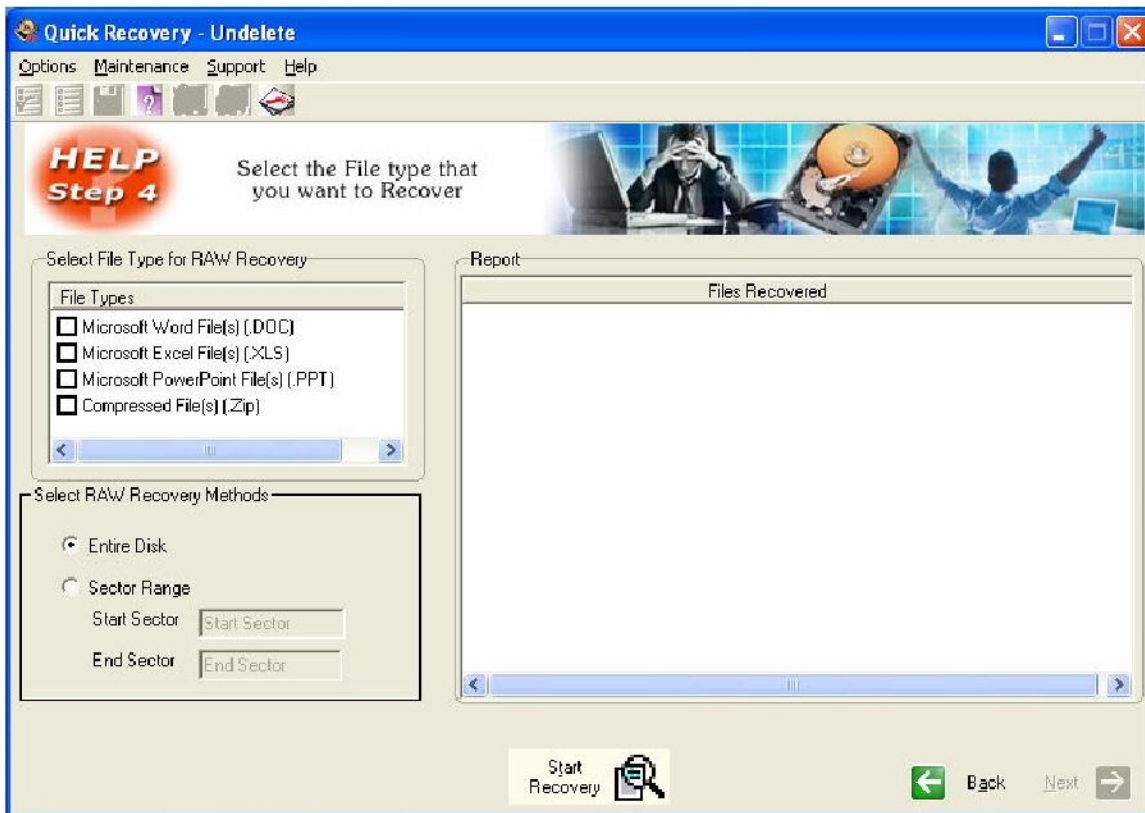 Quick Recovery - Undelete
Options Maintenance Support Help
HELP
Step 4
Select the File type that
you want to Recover
Select File Type for RAW Recovery
File Types
Microsoft Word File(s) (.DOC)
Microsoft Excel File(s) (.XLS)
Microsoft PowerPoint File(s) (.PPT)
Compressed File(s) (.Zip)
Select RAW Recovery Methods
Entire Disk
Sector Range
Start Sector Start Sector
End Sector End Sector
Report
Files Recovered
Start
Recovery
Back Next